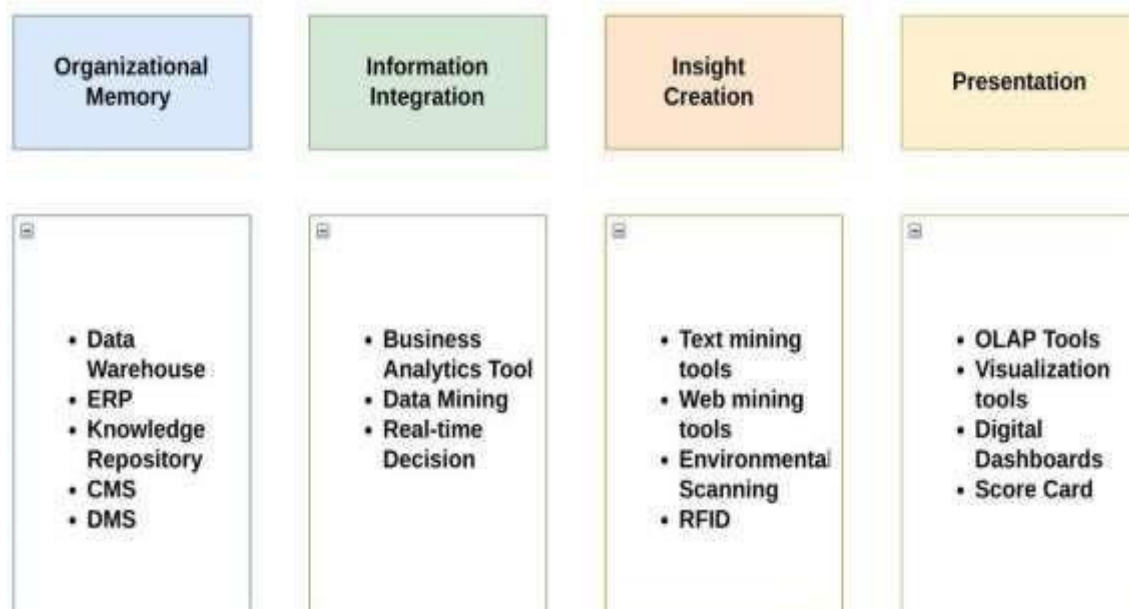 Organizational
Memory
Information
Integration
Insight
Creation
Presentation
• Data
Warehouse
• ERP
• Knowledge
Repository
• CMS
• DMS
• Business
Analytics Tool
• Data Mining
• Real-time
Decision
• Text mining
tools
• Web mining
tools
• Environmental
Scanning
• RFID
• OLAP Tools
• Visualization
tools
• Digital
Dashboards
• Score Card